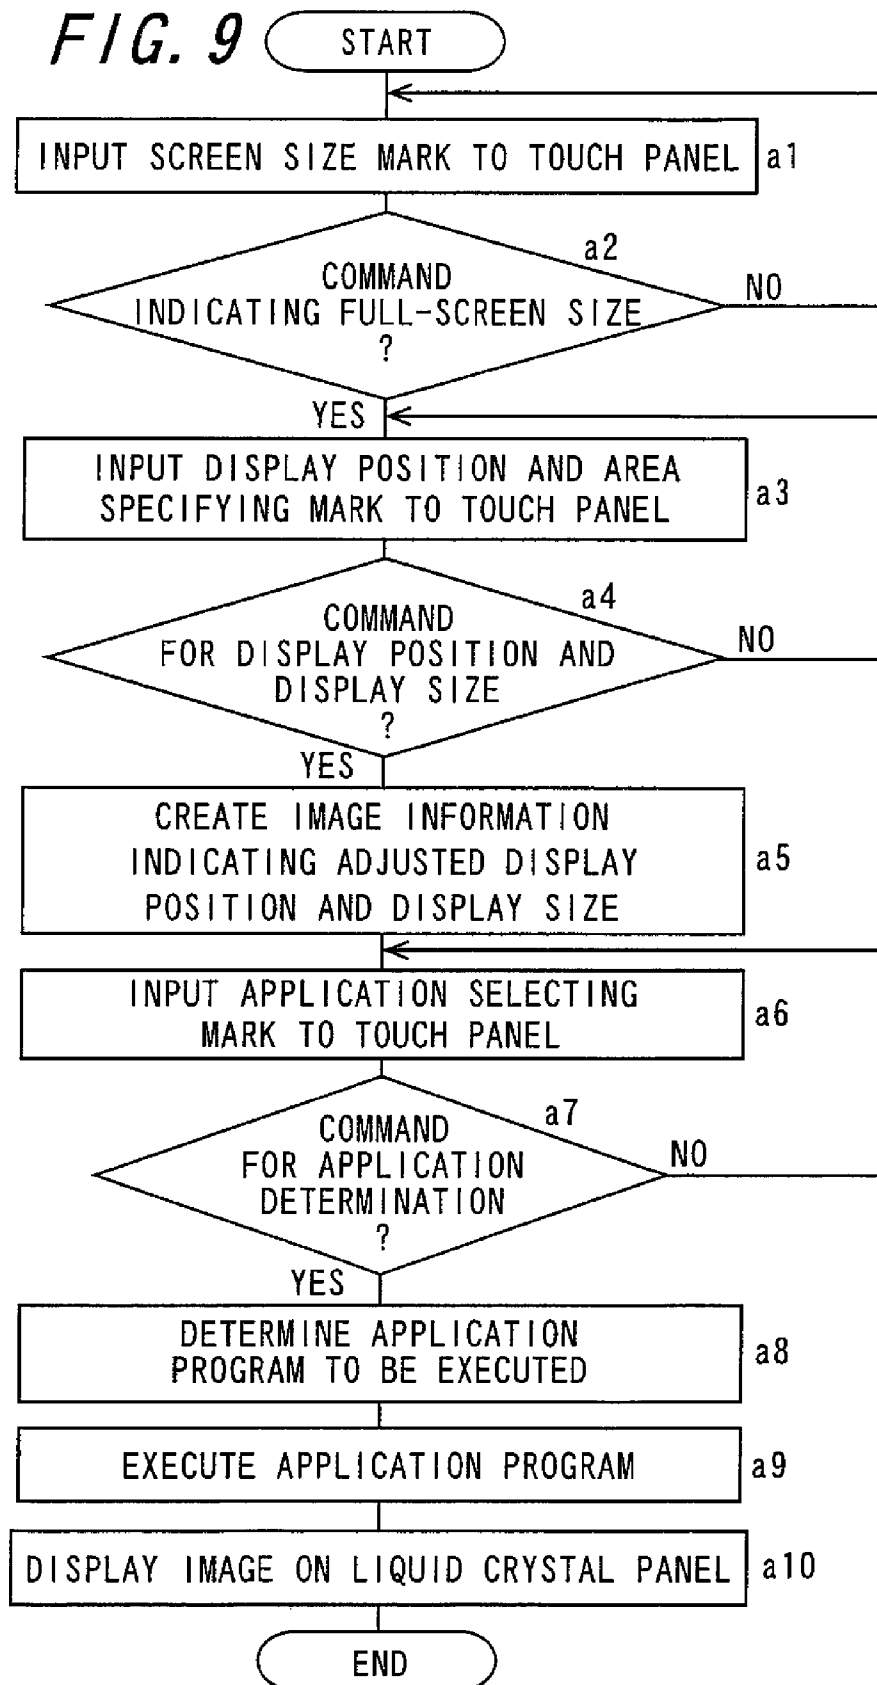 FIG. 9
START
INPUT SCREEN SIZE MARK TO TOUCH PANEL
a1
a2
COMMAND
INDICATING FULL-SCREEN SIZE
?
NO
YES
INPUT DISPLAY POSITION AND AREA
SPECIFYING MARK TO TOUCH PANEL
a3
a4
COMMAND
FOR DISPLAY POSITION AND
DISPLAY SIZE
?
NO
YES
CREATE IMAGE INFORMATION
INDICATING ADJUSTED DISPLAY
POSITION AND DISPLAY SIZE
a5
INPUT APPLICATION SELECTING
MARK TO TOUCH PANEL
a6
a7
COMMAND
FOR APPLICATION
DETERMINATION
?
NO
YES
DETERMINE APPLICATION
PROGRAM TO BE EXECUTED
a8
EXECUTE APPLICATION PROGRAM
a9
DISPLAY IMAGE ON LIQUID CRYSTAL PANEL
a10
END